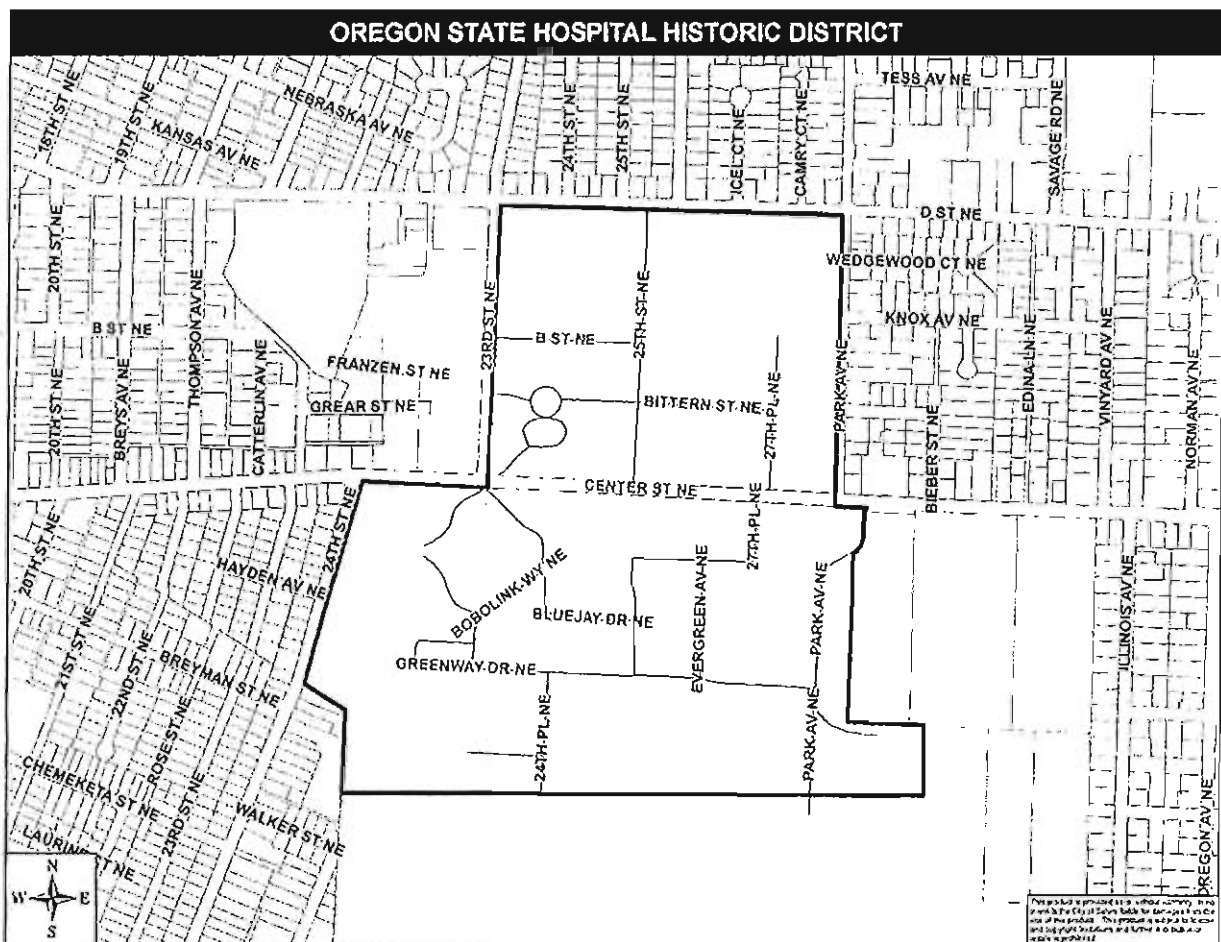 OREGON STATE HOSPITAL HISTORIC DISTRICT
18TH ST NE
19TH ST NE
KANSAS AV NE
NEBRASKA AV NE
24TH ST NE
25TH ST NE
ICEL CT NE
CAMRY CT NE
TESS AV NE
SAVAGE RD NE
D ST NE
WEDGEWOOD CT NE
KNOX AV NE
20TH ST NE
B ST NE
BREYS AV NE
THOMPSON AV NE
CATTERLIN AV NE
FRANZEN ST NE
GREAR ST NE
23RD ST NE
B ST NE
25TH ST NE
BITTERN ST NE
27TH PL NE
PARK AV NE
BIEBER ST NE
EDINA LN NE
VINYARD AV NE
NORMAN AV NE
20TH ST NE
CENTER ST NE
24TH ST NE
HAYDEN AV NE
20TH ST NE
21ST ST NE
22ND ST NE
BREYMAN ST NE
ROSE ST NE
23RD ST NE
CHEMEKETA ST NE
WALKER ST NE
BOBOLINK WY NE
BLUEJAY DR NE
GREENWAY DR NE
24TH PL NE
EVERGREEN AV NE
27TH PL NE
PARK AV NE
PARK AV NE
ILLINOIS AV NE
OREGON AV NE
N
W
E
S